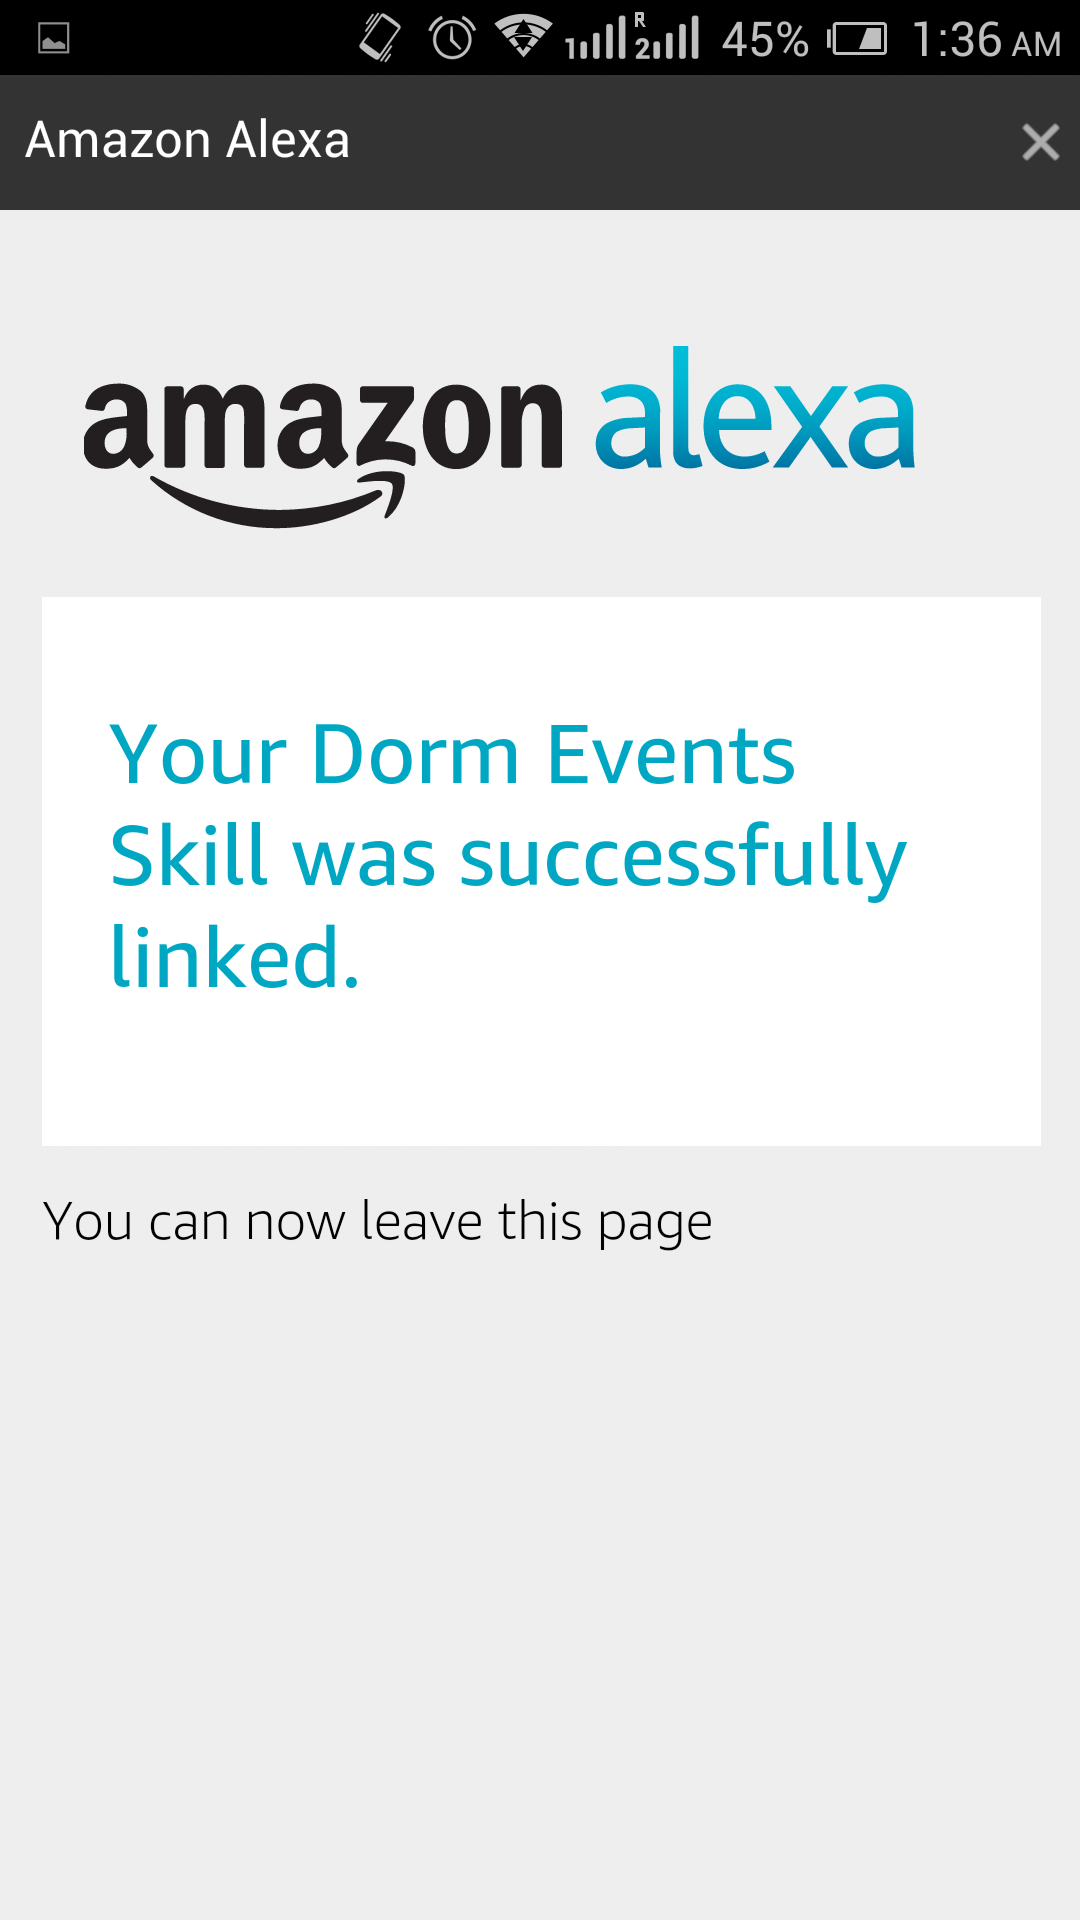 1 R 2 45% 1:36 AM
Amazon Alexa
amazon alexa
Your Dorm Events
Skill was successfully
linked.
You can now leave this page